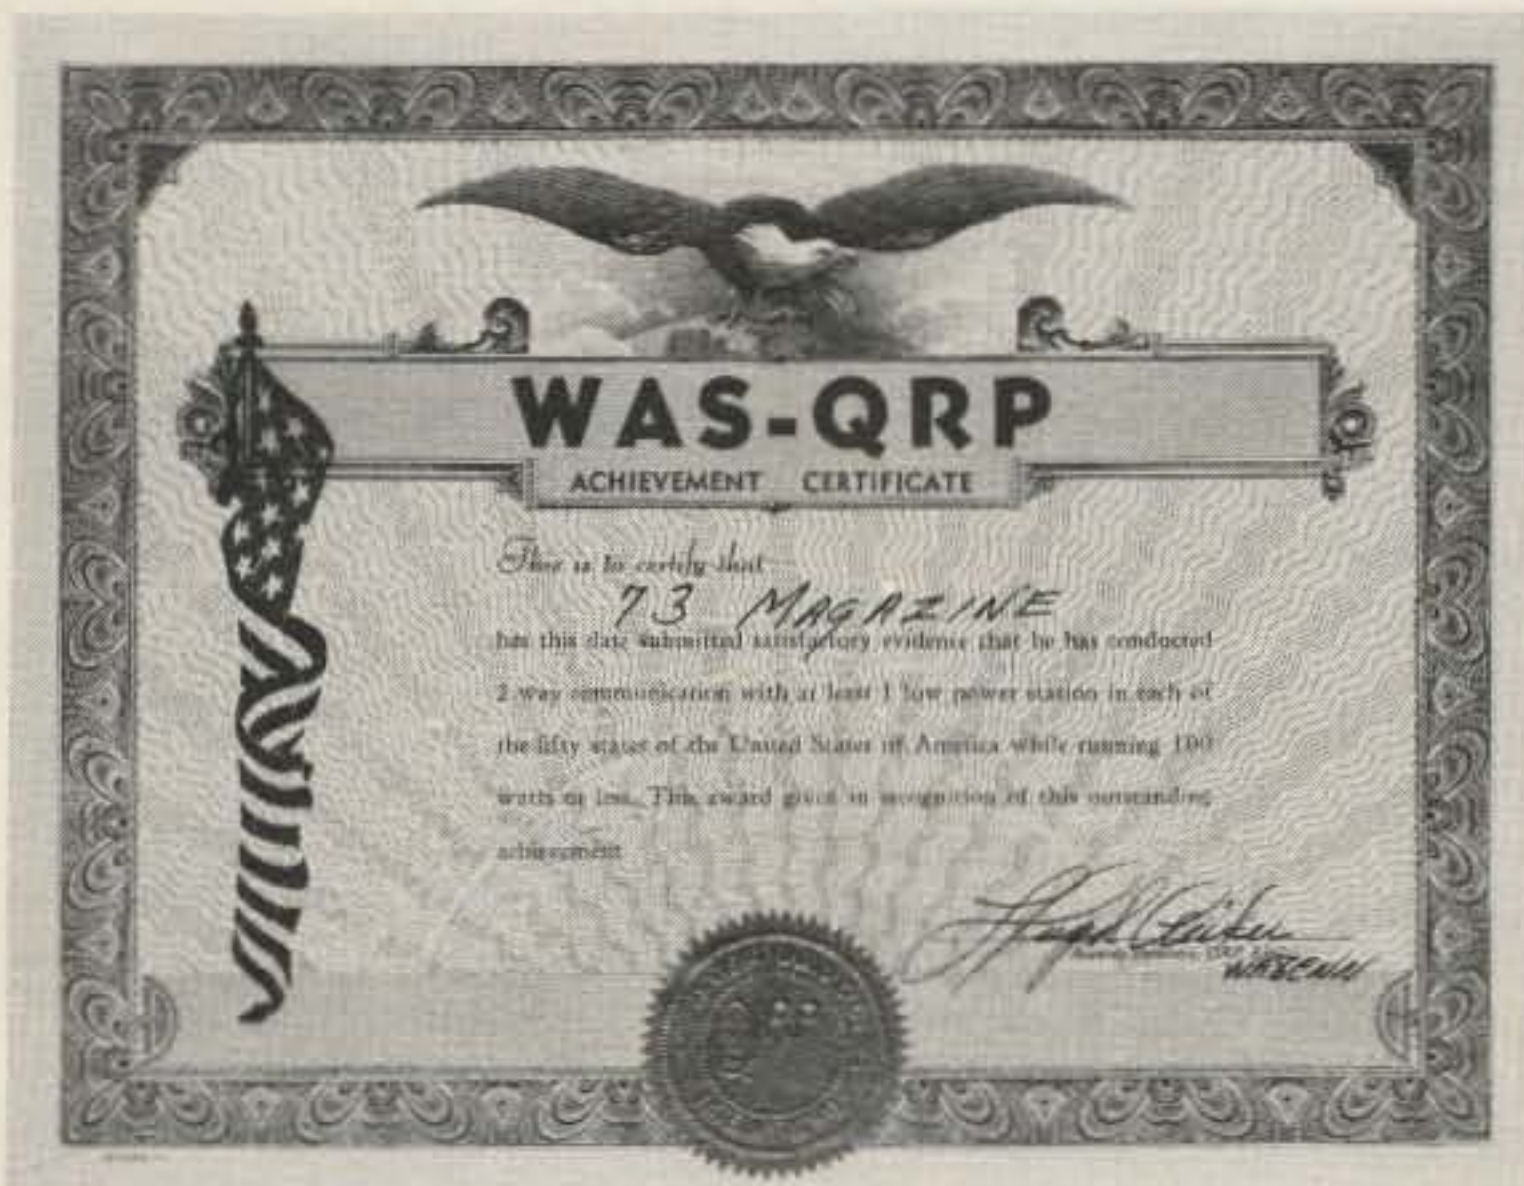 WAS-QRP
ACHIEVEMENT CERTIFICATE
This is to certify that
73 MAGAZINE
has this date submitted satisfactory evidence that he has conducted
2-way communication with at least 1 low power station in each of
the fifty states of the United States of America while running 100
watts or less. This award given in recognition of this outstanding
achievement
QRP